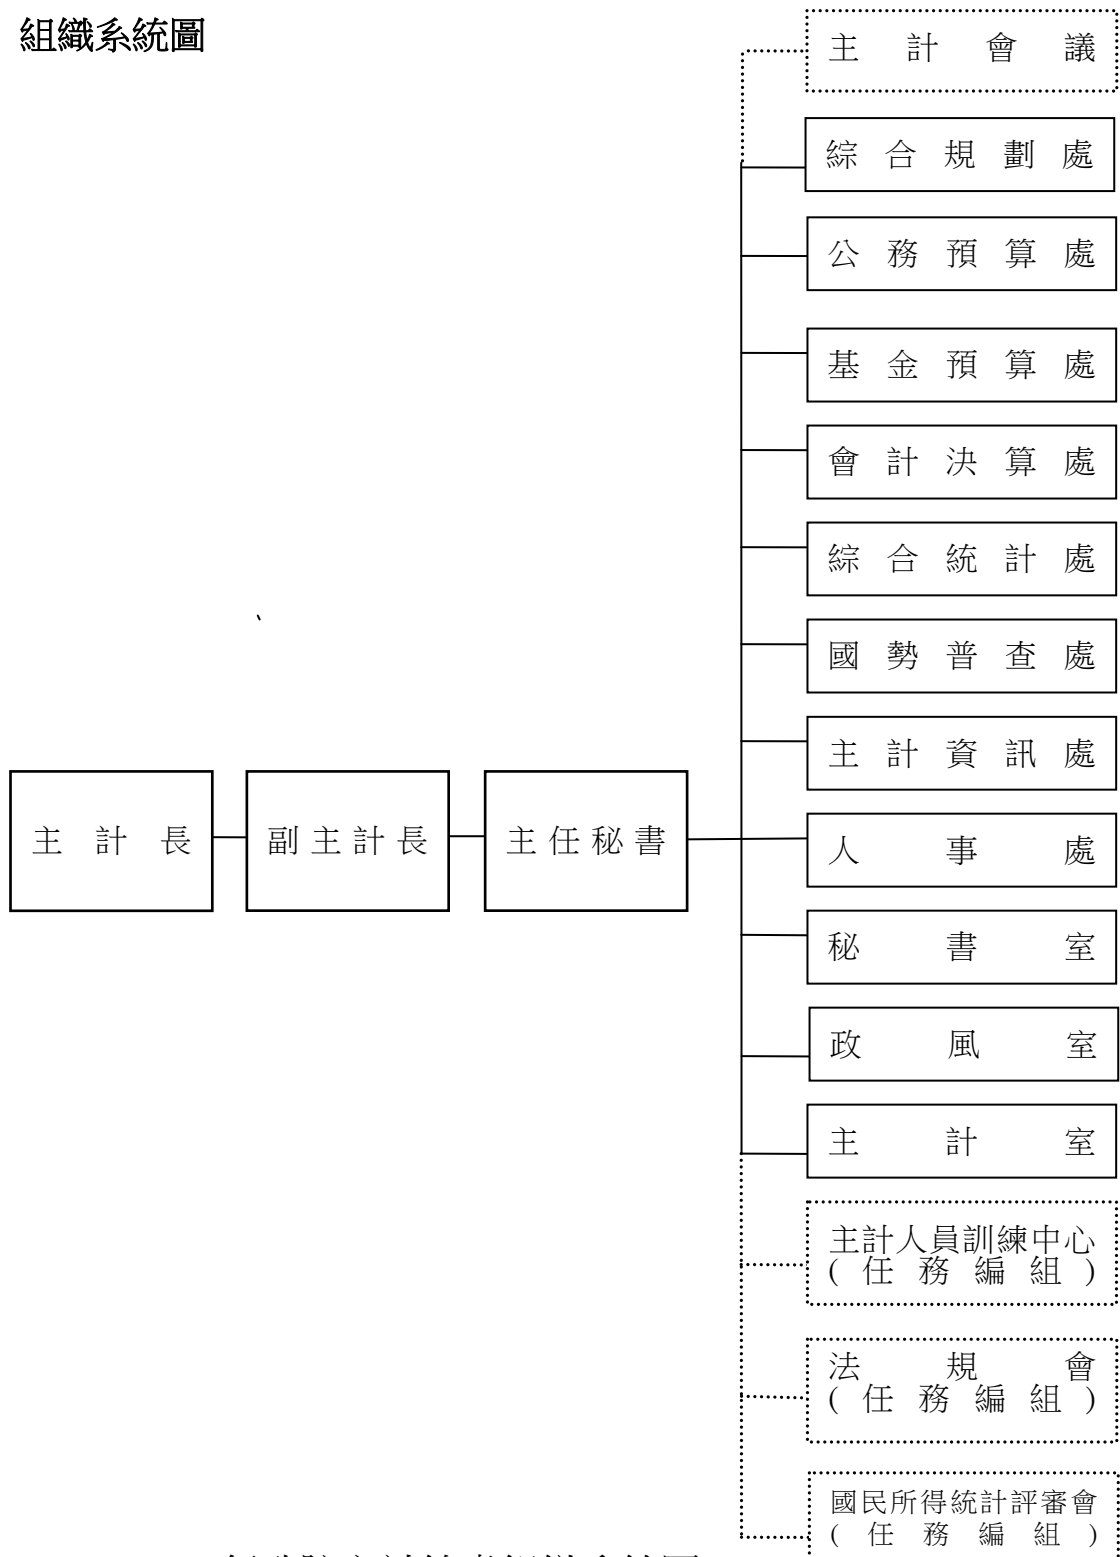 組織系統圖
主計會議
綜合規劃處
公務預算處
基金預算處
會計決算處
綜合統計處
國勢普查處
主計資訊處
主計長
副主計長
主任秘書
人事處
秘書室
政風室
主計室
主計人員訓練中心
(任務編組)
法規會
(任務編組)
國民所得統計評審會
(任務編組)